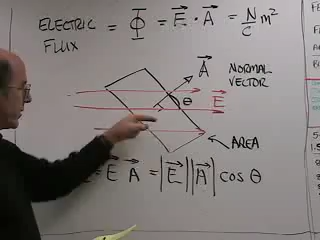 ELECTRIC FLUX = Φ = E⃗ · A⃗ = N/C m²
A⃗ NORMAL VECTOR
θ E⃗
AREA
= E⃗ A⃗ = |E⃗| |A⃗| cos θ